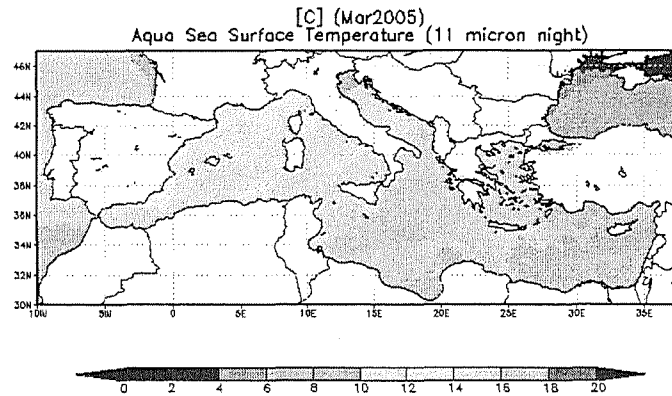 [C] (Mar2005)
Aqua Sea Surface Temperature (11 micron night)
46N
44N
42N
40N
38N
36N
34N
32N
30N
10W 5W 0 5E 10E 15E 20E 25E 30E 35E
0 2 4 6 8 10 12 14 16 18 20